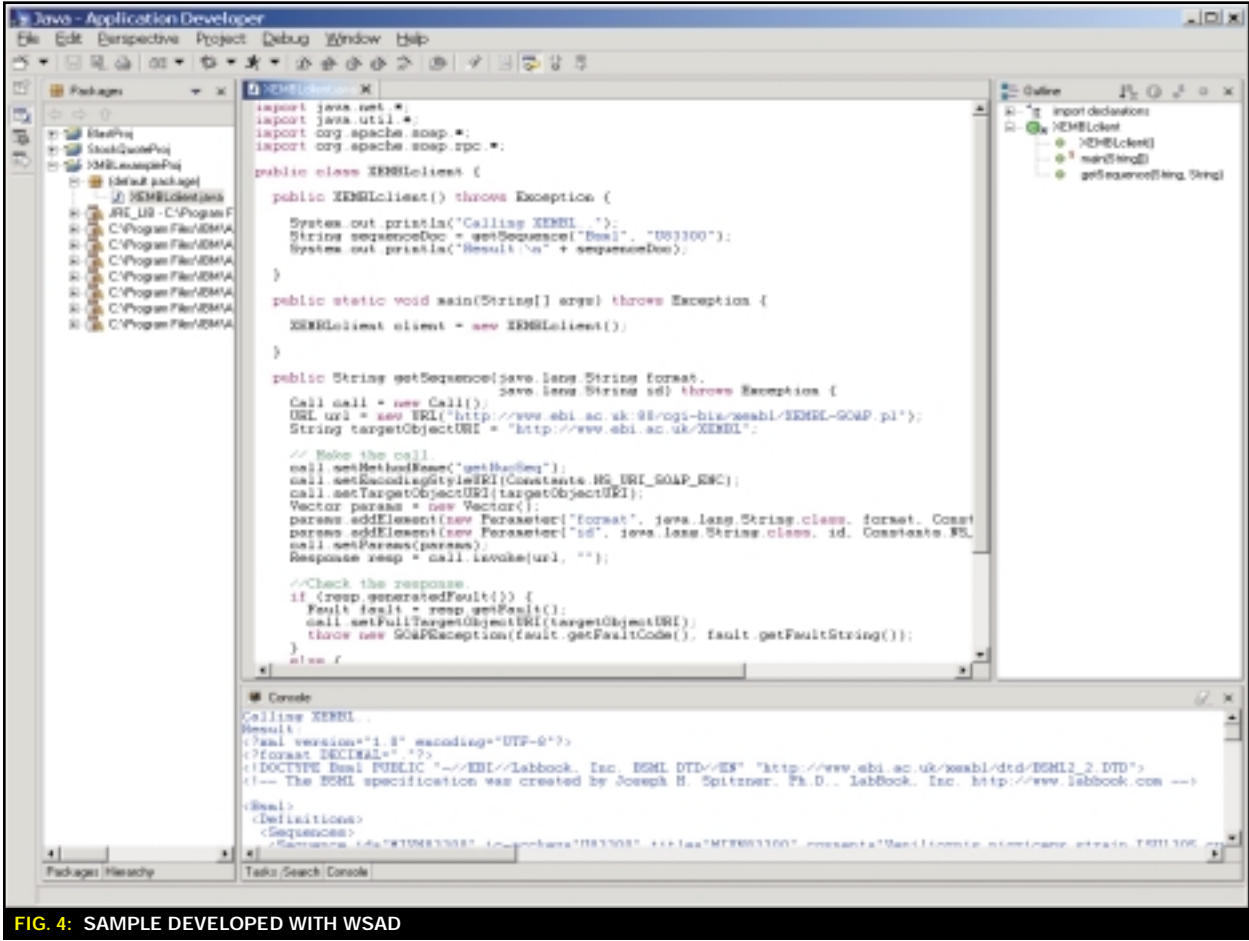 Java - Application Developer
File Edit Perspective Project Debug Window Help
Packages
BlastProj
StockQuoteProj
XMBLexampleProj
(default package)
XEMBLclient.java
JRE_LIB - C:\Program F
C:\Program Files\IBM\A
C:\Program Files\IBM\A
C:\Program Files\IBM\A
C:\Program Files\IBM\A
C:\Program Files\IBM\A
C:\Program Files\IBM\A
C:\Program Files\IBM\A
Packages Hierarchy
XEMBLclient.java
import java.net.*;
import java.util.*;
import org.apache.soap.*;
import org.apache.soap.rpc.*;
public class XEMBLclient {
public XEMBLclient() throws Exception {
System.out.println("Calling XEMBL..");
String sequenceDoc = getSequence("Bsml", "U83300");
System.out.println("Result:\n" + sequenceDoc);
}
public static void main(String[] args) throws Exception {
XEMBLclient client = new XEMBLclient();
}
public String getSequence(java.lang.String format,
java.lang.String id) throws Exception {
Call call = new Call();
URL url = new URL("http://www.ebi.ac.uk:80/cgi-bin/xembl/XEMBL-SOAP.pl");
String targetObjectURI = "http://www.ebi.ac.uk/XEMBL";
// Make the call.
call.setMethodName("getNucSeq");
call.setEncodingStyleURI(Constants.NS_URI_SOAP_ENC);
call.setTargetObjectURI(targetObjectURI);
Vector params = new Vector();
params.addElement(new Parameter("format", java.lang.String.class, format, Const
params.addElement(new Parameter("id", java.lang.String.class, id, Constants.NS_
call.setParams(params);
Response resp = call.invoke(url, "");
//Check the response.
if (resp.generatedFault()) {
Fault fault = resp.getFault();
call.setFullTargetObjectURI(targetObjectURI);
throw new SOAPException(fault.getFaultCode(), fault.getFaultString());
}
else {
Outline
import declarations
XEMBLclient
XEMBLclient()
main(String[])
getSequence(String, String)
Console
Calling XEMBL..
Result:
<?xml version="1.0" encoding="UTF-8"?>
<?format DECIMAL="."?>
<!DOCTYPE Bsml PUBLIC "-//EBI//Labbook, Inc. BSML DTD//EN" "http://www.ebi.ac.uk/xembl/dtd/BSML2_2.DTD">
<!-- The BSML specification was created by Joseph H. Spitzner, Ph.D., LabBook, Inc. http://www.labbook.com -->
<Bsml>
<Definitions>
<Sequences>
Tasks Search Console
FIG. 4: SAMPLE DEVELOPED WITH WSAD